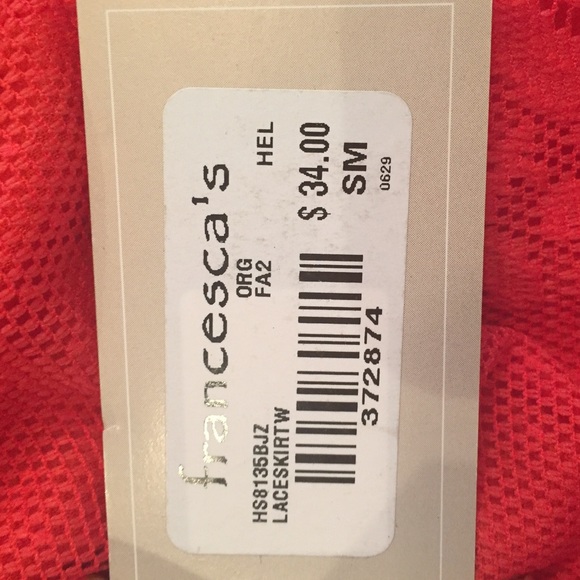 francesca's
ORG
FA2 HEL
HS8135BJZ
LACESKIRTW $ 34.00
SM
372874 0629